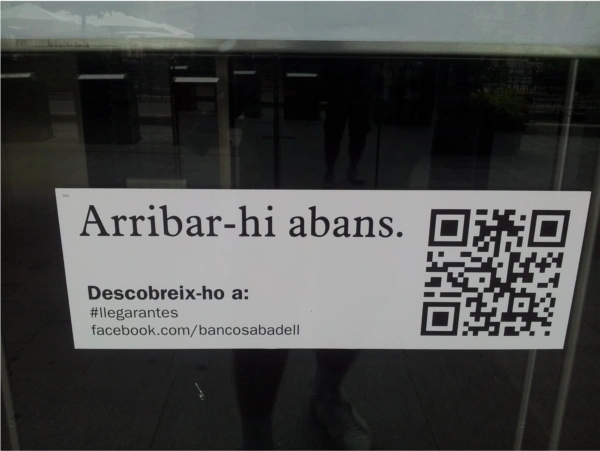 Arribar-hi abans.
Descobreix-ho a:
#llegarantes
facebook.com/bancosabadell